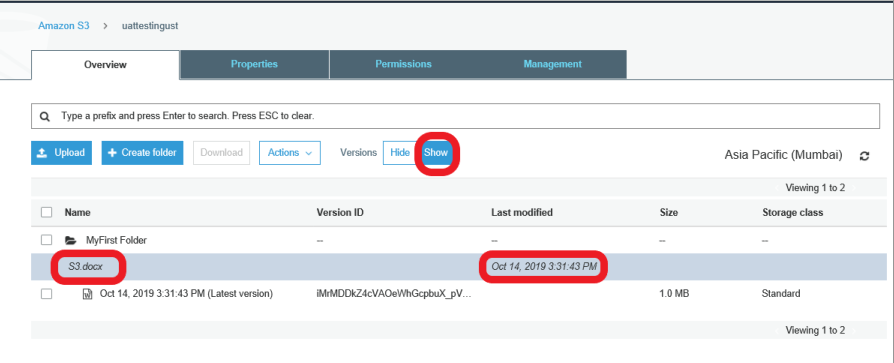 Amazon S3 > uattestingust
Overview Properties Permissions Management
Type a prefix and press Enter to search. Press ESC to clear.
Upload + Create folder Download Actions Versions Hide Show Asia Pacific (Mumbai)
Viewing 1 to 2
Name Version ID Last modified Size Storage class
MyFirst Folder -- -- -- --
S3.docx Oct 14, 2019 3:31:43 PM
Oct 14, 2019 3:31:43 PM (Latest version) iMrMDDkZ4cVAOeWhGcpbuX_pV... 1.0 MB Standard
Viewing 1 to 2